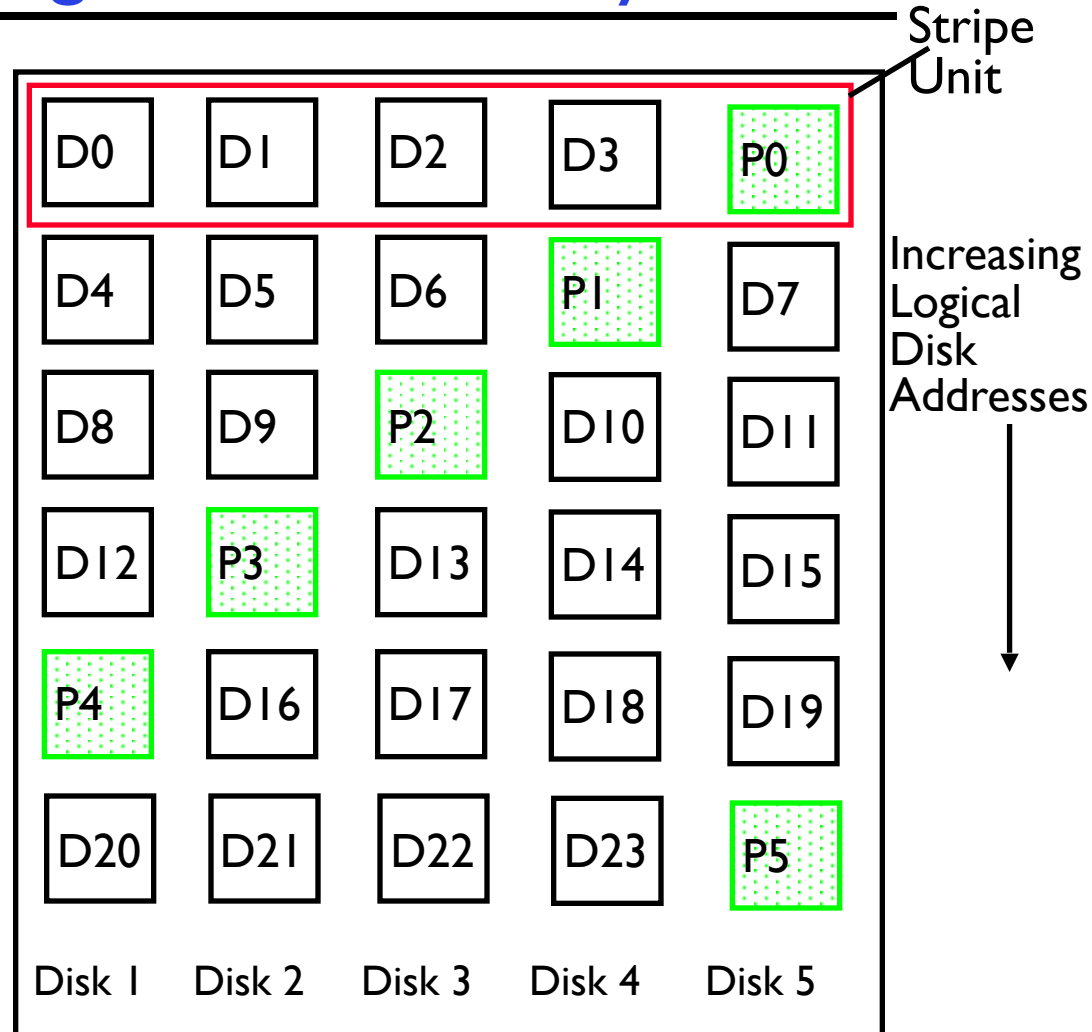 Stripe
Unit
D0 D1 D2 D3 P0
D4 D5 D6 P1 D7
Increasing
Logical
Disk
Addresses
D8 D9 P2 D10 D11
D12 P3 D13 D14 D15
P4 D16 D17 D18 D19
D20 D21 D22 D23 P5
Disk 1 Disk 2 Disk 3 Disk 4 Disk 5